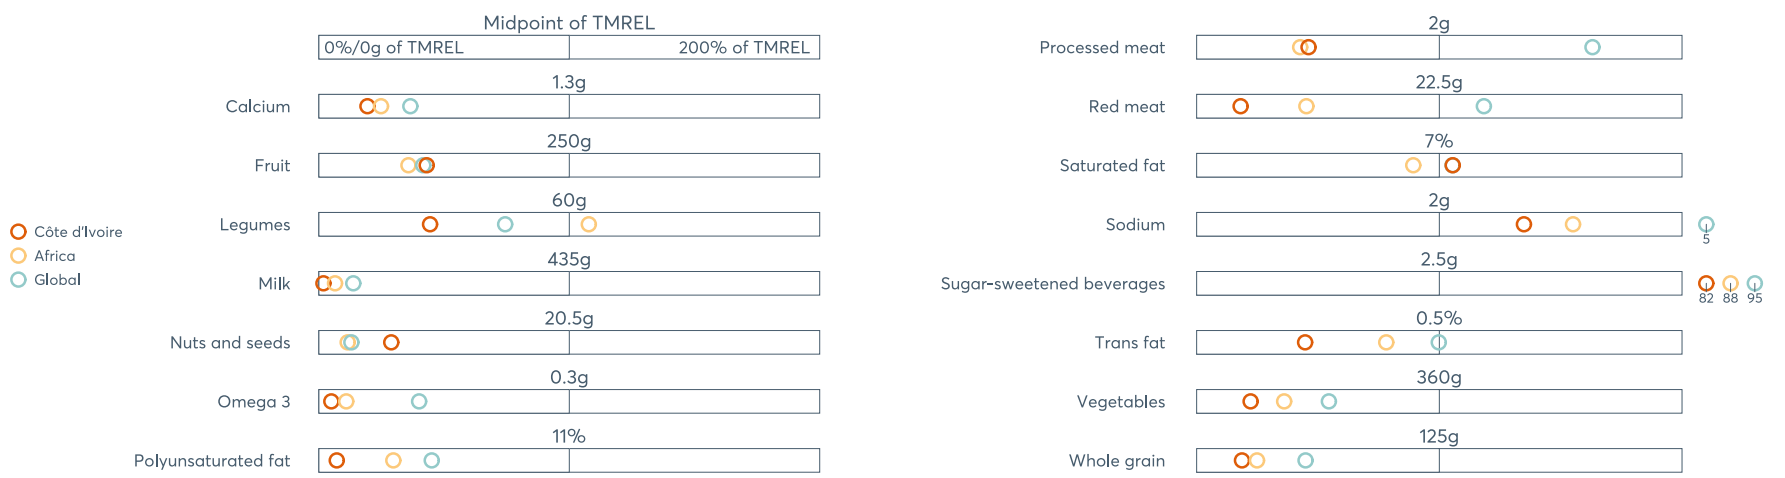 Midpoint of TMREL
0%/0g of TMREL 200% of TMREL
1.3g
Calcium
250g
Fruit
60g
Legumes
435g
Milk
20.5g
Nuts and seeds
0.3g
Omega 3
11%
Polyunsaturated fat
Côte d'Ivoire
Africa
Global
2g
Processed meat
22.5g
Red meat
7%
Saturated fat
2g
Sodium
5
2.5g
Sugar-sweetened beverages
82 88 95
0.5%
Trans fat
360g
Vegetables
125g
Whole grain